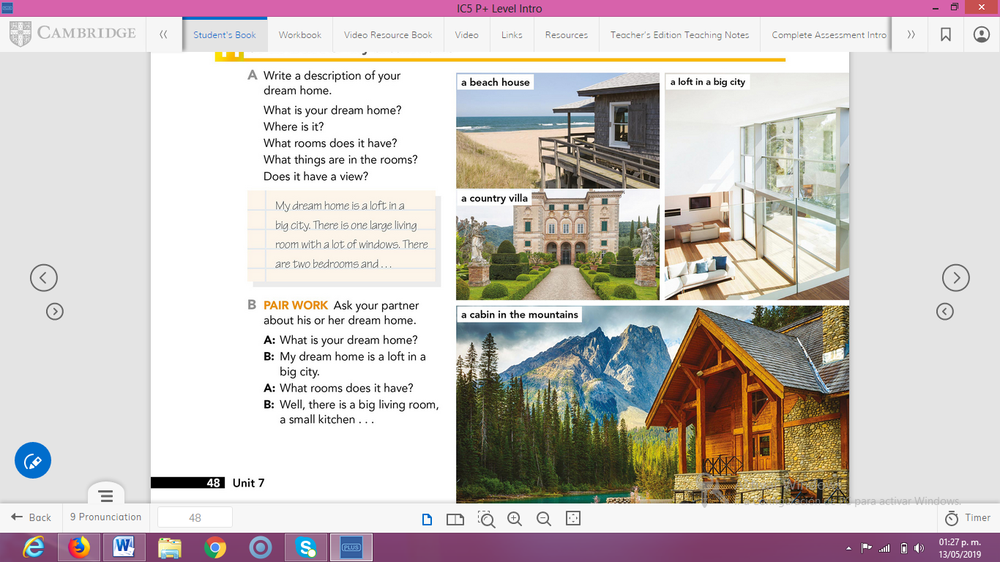 IC5 P+ Level Intro
CAMBRIDGE
Student's Book
Workbook
Video Resource Book
Video
Links
Resources
Teacher's Edition Teaching Notes
Complete Assessment Intro
A Write a description of your
dream home.
What is your dream home?
Where is it?
What rooms does it have?
What things are in the rooms?
Does it have a view?
My dream home is a loft in a
big city. There is one large living
room with a lot of windows. There
are two bedrooms and . . .
B PAIR WORK Ask your partner
about his or her dream home.
A: What is your dream home?
B: My dream home is a loft in a
big city.
A: What rooms does it have?
B: Well, there is a big living room,
a small kitchen . . .
a beach house
a loft in a big city
a country villa
a cabin in the mountains
48 Unit 7
para activar Windows.
Back
9 Pronunciation
48
Timer
PLUS
01:27 p. m.
13/05/2019